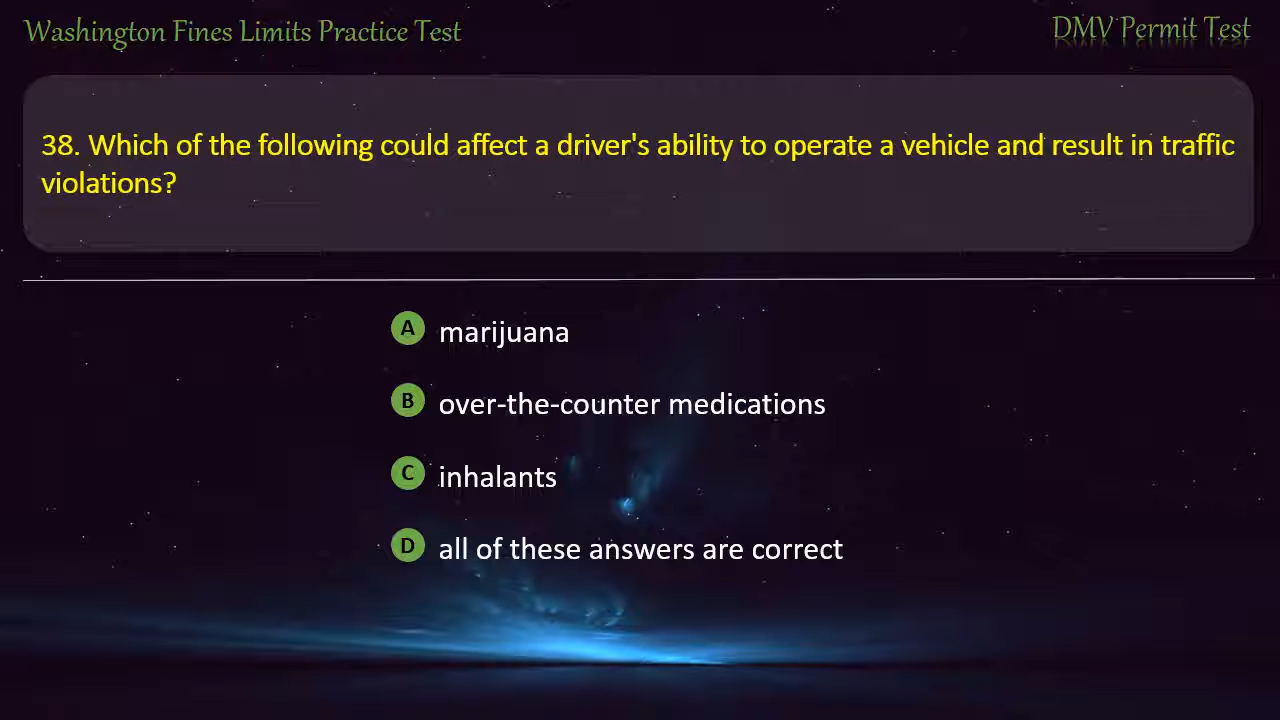 Washington Fines Limits Practice Test
DMV Permit Test
38. Which of the following could affect a driver's ability to operate a vehicle and result in traffic
violations?
A marijuana
B over-the-counter medications
C inhalants
D all of these answers are correct